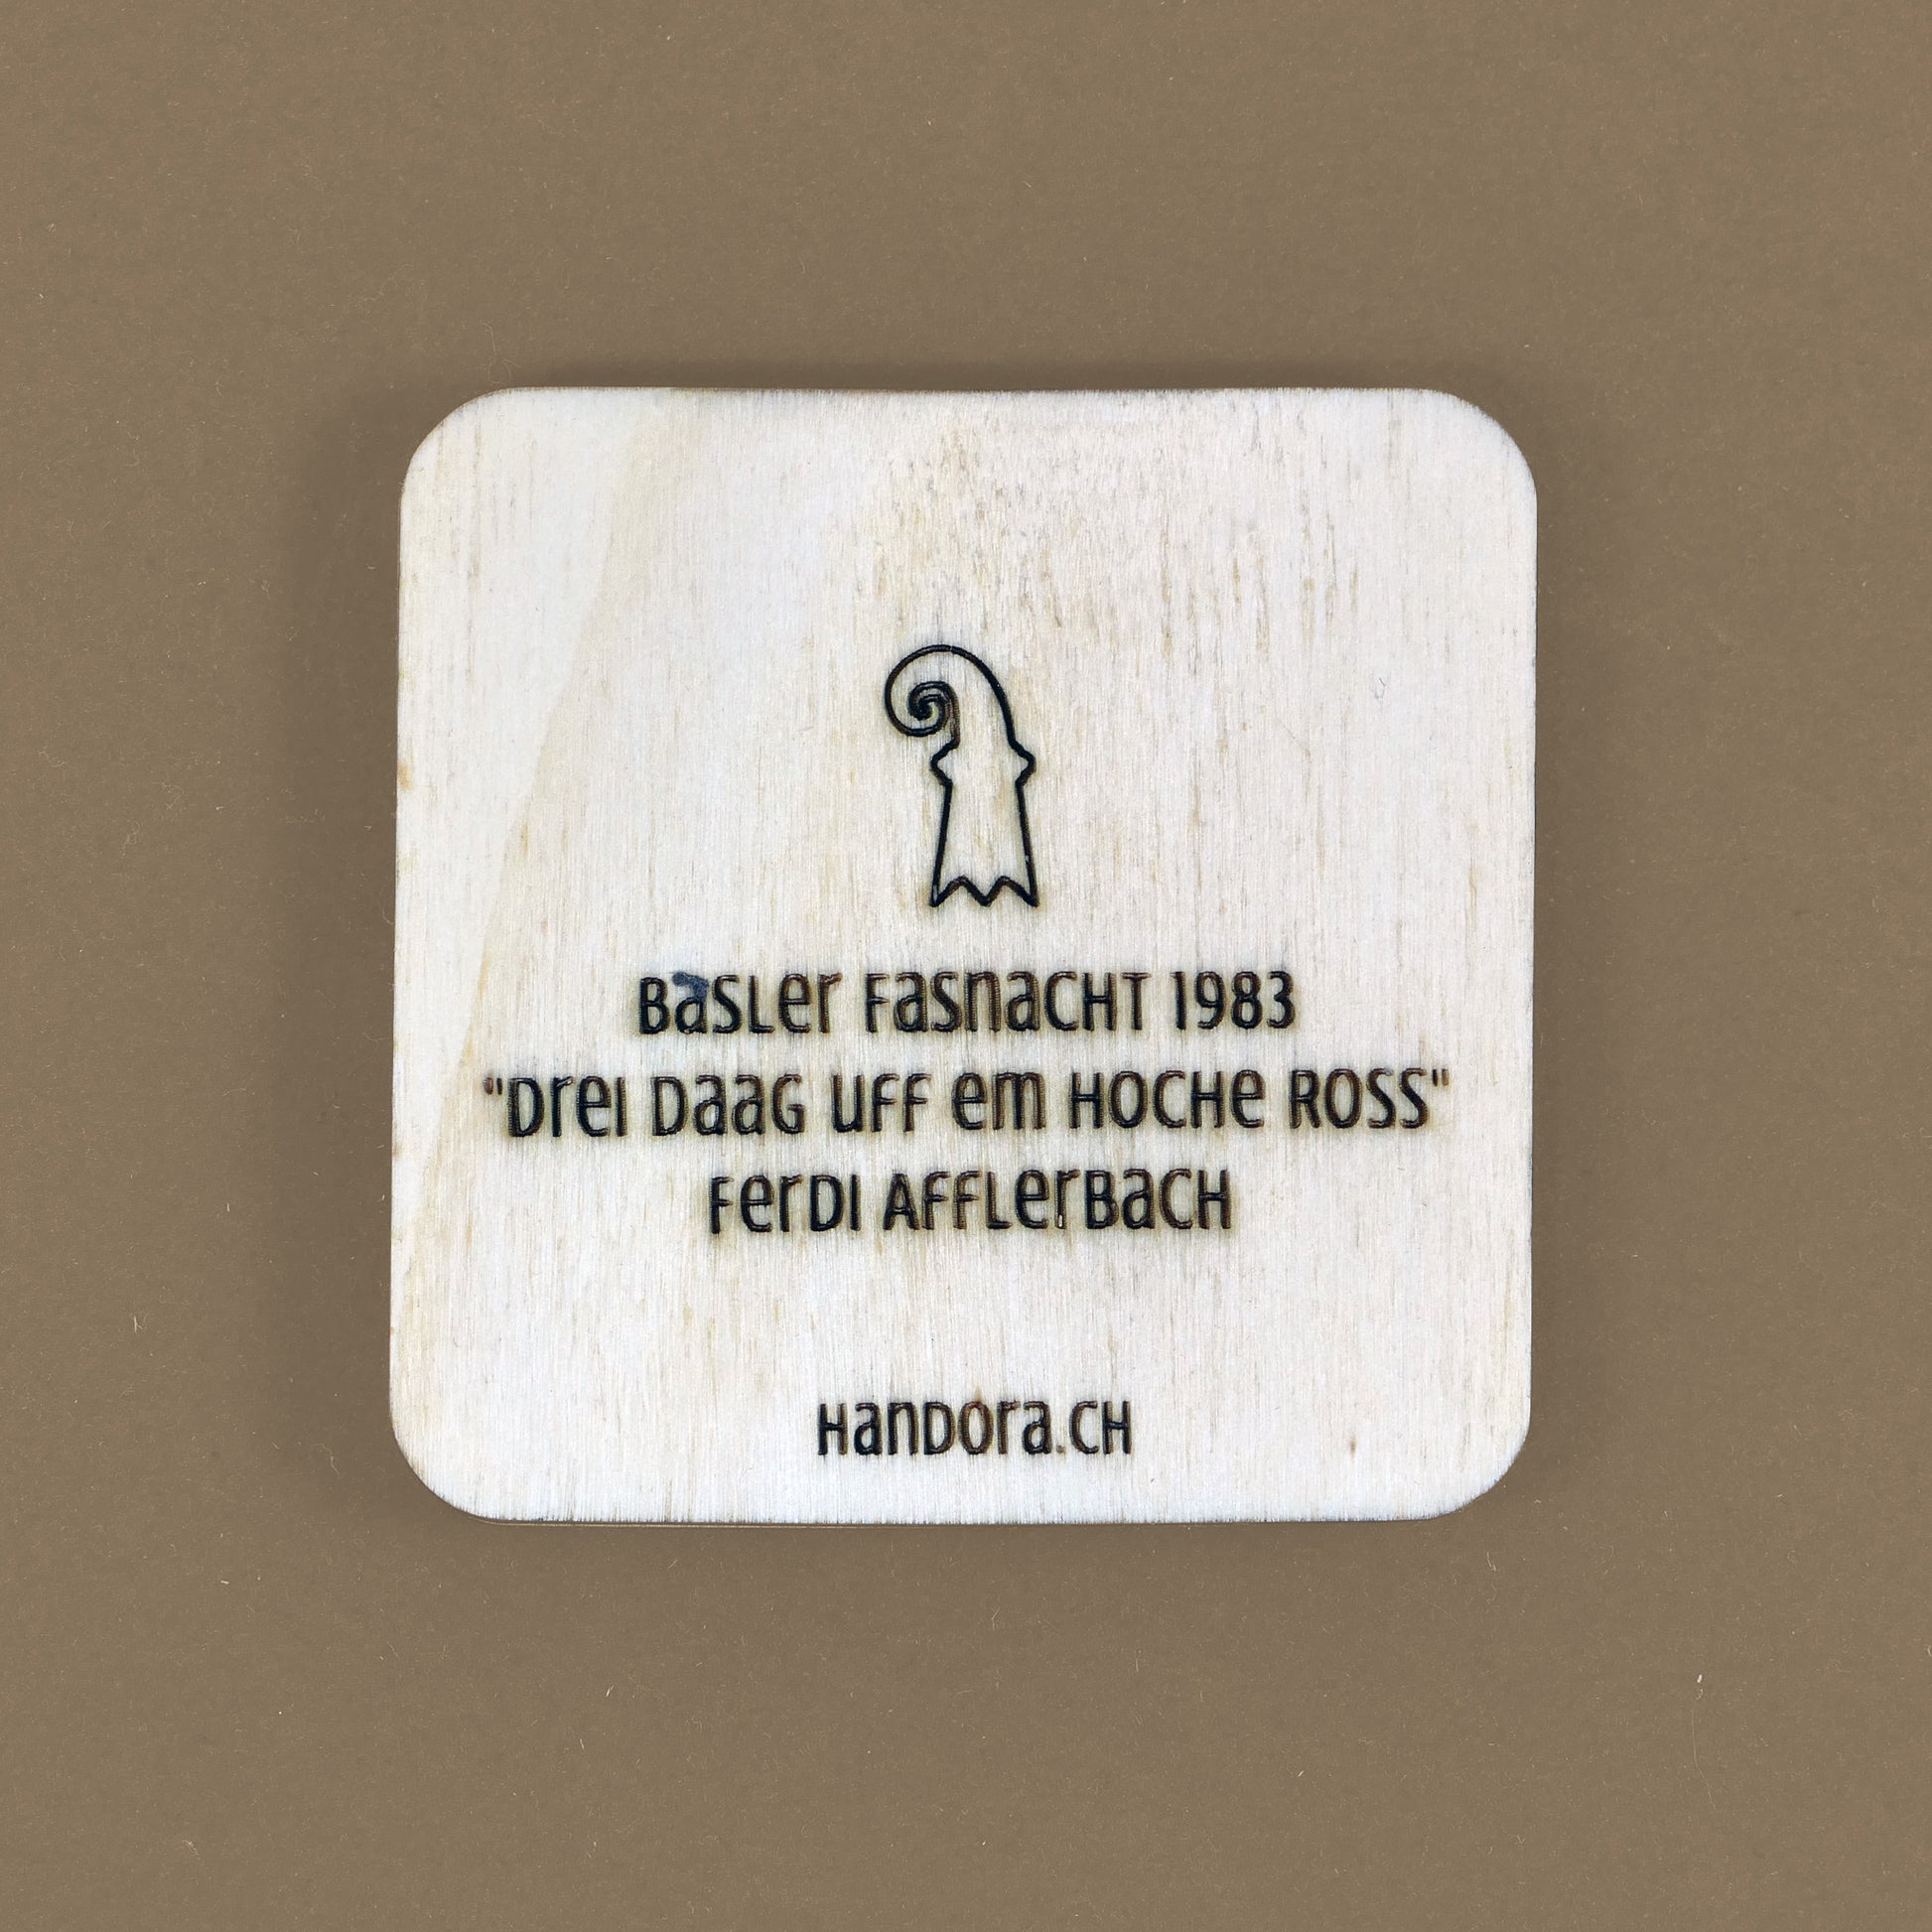 Basler Fasnacht 1983
"Drei Daag uff em hoche Ross"
Ferdi Afflerbach
Handora.ch